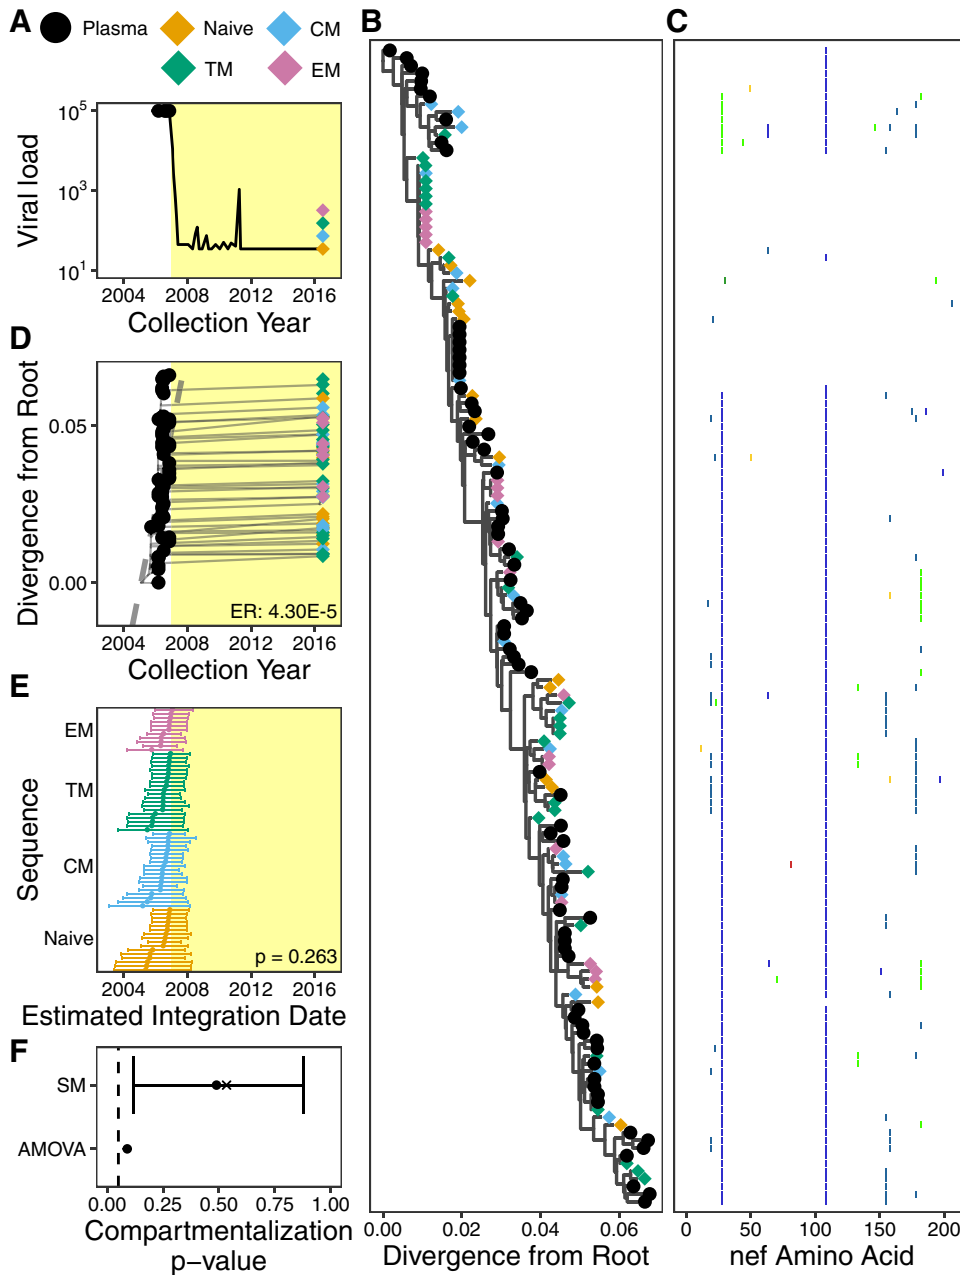 A
Plasma
Naive
CM
TM
EM
B
C
10^5
10^3
10^1
Viral load
2004
2008
2012
2016
Collection Year
D
0.05
0.00
Divergence from Root
ER: 4.30E-5
2004
2008
2012
2016
Collection Year
E
EM
TM
CM
Naive
Sequence
p = 0.263
2004
2008
2012
2016
Estimated Integration Date
F
SM
AMOVA
0.00
0.25
0.50
0.75
1.00
Compartmentalization
p−value
0.00
0.02
0.04
0.06
Divergence from Root
0
50
100
150
200
nef Amino Acid